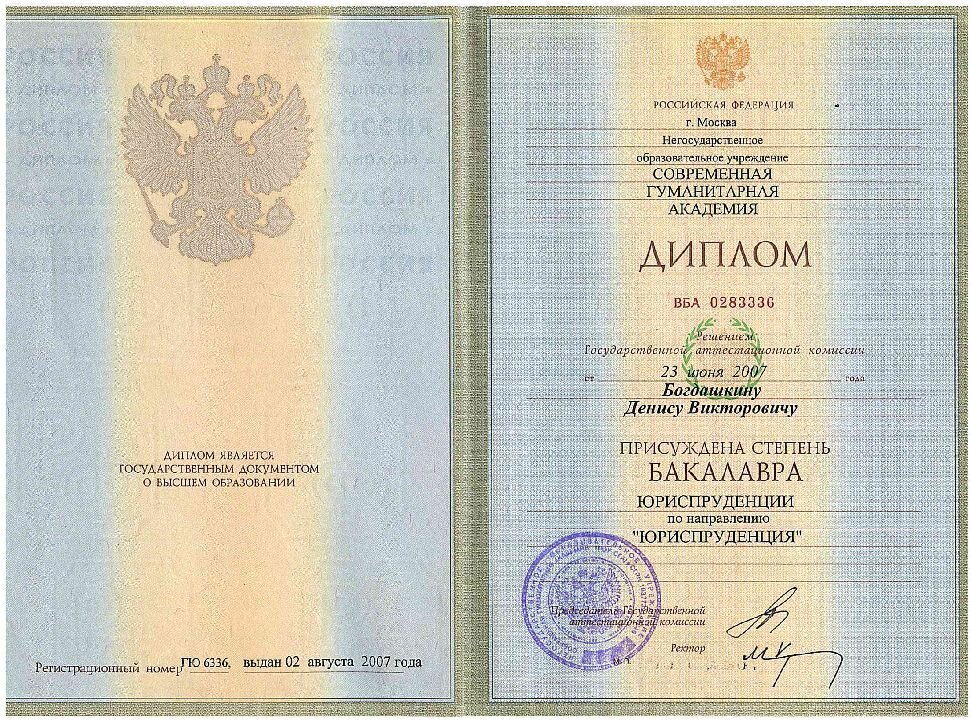 ДИПЛОМ ЯВЛЯЕТСЯ
ГОСУДАРСТВЕННЫМ ДОКУМЕНТОМ
О ВЫСШЕМ ОБРАЗОВАНИИ
Регистрационный номер ГЮ 6336, выдан 02 августа 2007 года
РОССИЙСКАЯ ФЕДЕРАЦИЯ
г. Москва
Негосударственное
образовательное учреждение
СОВРЕМЕННАЯ
ГУМАНИТАРНАЯ
АКАДЕМИЯ
ДИПЛОМ
ВБА 0283336
Решением
Государственной аттестационной комиссии
от 23 июня 2007 года
Богдашкину
Денису Викторовичу
ПРИСУЖДЕНА СТЕПЕНЬ
БАКАЛАВРА
ЮРИСПРУДЕНЦИИ
по направлению
"ЮРИСПРУДЕНЦИЯ"
Председатель Государственной
аттестационной комиссии
Ректор
М.П.